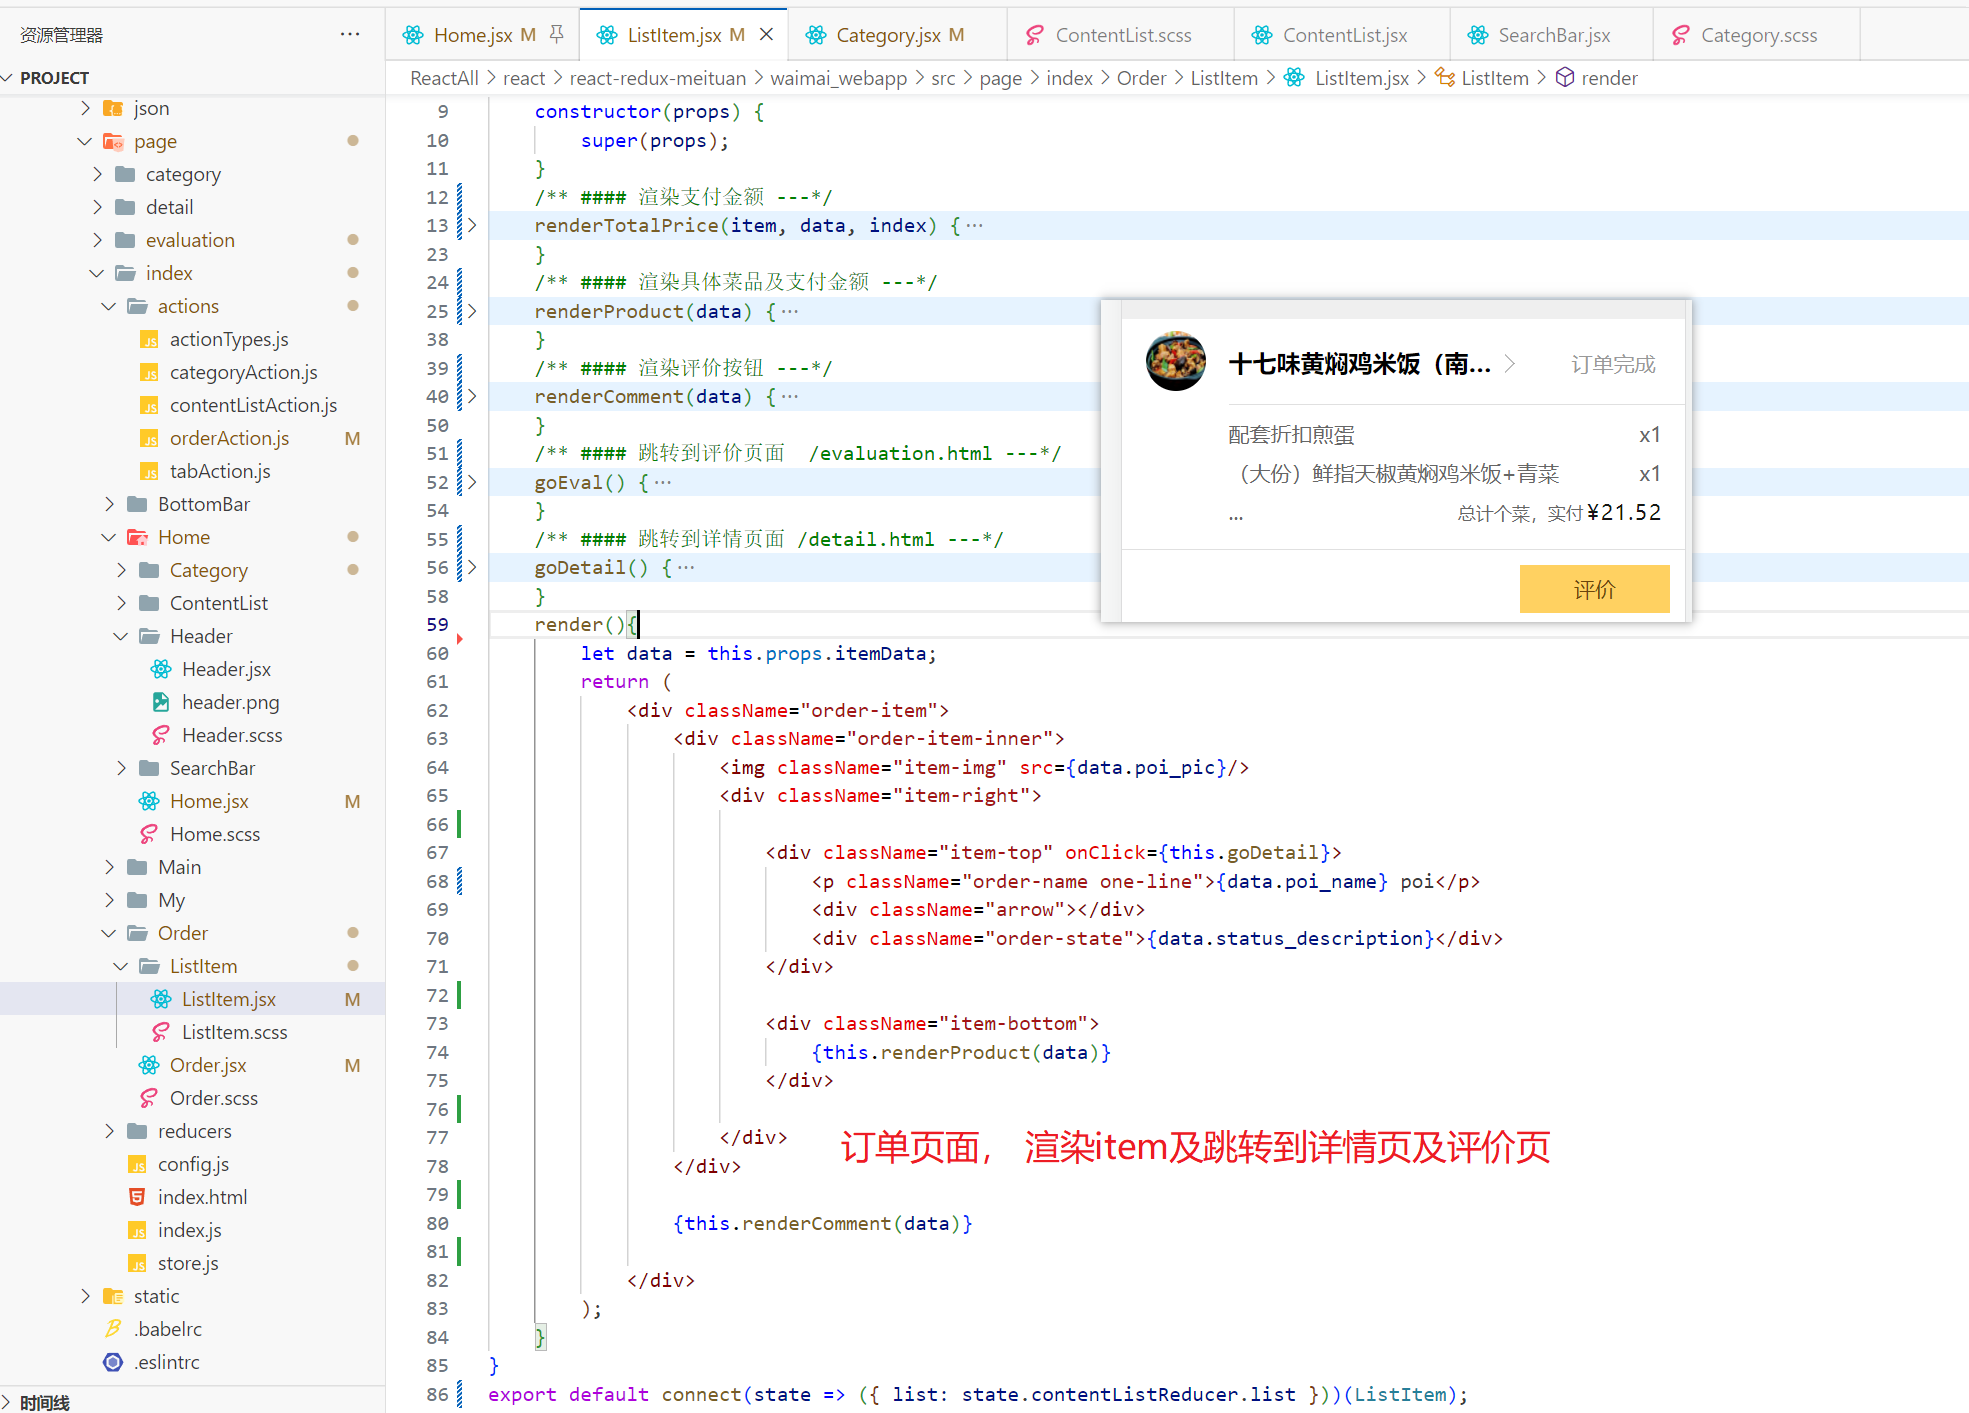 资源管理器
PROJECT
json
page
category
detail
evaluation
index
actions
actionTypes.js
categoryAction.js
contentListAction.js
orderAction.js M
tabAction.js
BottomBar
Home
Category
ContentList
Header
Header.jsx
header.png
Header.scss
SearchBar
Home.jsx M
Home.scss
Main
My
Order
ListItem
ListItem.jsx M
ListItem.scss
Order.jsx M
Order.scss
reducers
config.js
index.html
index.js
store.js
static
.babelrc
.eslintrc
时间线
Home.jsx M ListItem.jsx M Category.jsx M ContentList.scss ContentList.jsx SearchBar.jsx Category.scss
ReactAll > react > react-redux-meituan > waimai_webapp > src > page > index > Order > ListItem > ListItem.jsx > ListItem > render
9 constructor(props) {
10 super(props);
11 }
12 /** #### 渲染支付金额 ---*/
13 renderTotalPrice(item, data, index) {…
23 }
24 /** #### 渲染具体菜品及支付金额 ---*/
25 renderProduct(data) {…
38 }
39 /** #### 渲染评价按钮 ---*/
40 renderComment(data) {…
50 }
51 /** #### 跳转到评价页面  /evaluation.html ---*/
52 goEval() {…
54 }
55 /** #### 跳转到详情页面 /detail.html ---*/
56 goDetail() {…
58 }
59 render(){
60 let data = this.props.itemData;
61 return (
62 <div className="order-item">
63 <div className="order-item-inner">
64 <img className="item-img" src={data.poi_pic}/>
65 <div className="item-right">
66
67 <div className="item-top" onClick={this.goDetail}>
68 <p className="order-name one-line">{data.poi_name} poi</p>
69 <div className="arrow"></div>
70 <div className="order-state">{data.status_description}</div>
71 </div>
72
73 <div className="item-bottom">
74 {this.renderProduct(data)}
75 </div>
76
77 </div>
78 </div>
79
80 {this.renderComment(data)}
81
82 </div>
83 );
84 }
85 }
86 export default connect(state => ({ list: state.contentListReducer.list }))(ListItem);
十七味黄焖鸡米饭（南... 订单完成
配套折扣煎蛋 x1
（大份）鲜指天椒黄焖鸡米饭+青菜 x1
... 总计个菜，实付 ¥21.52
评价
订单页面， 渲染item及跳转到详情页及评价页